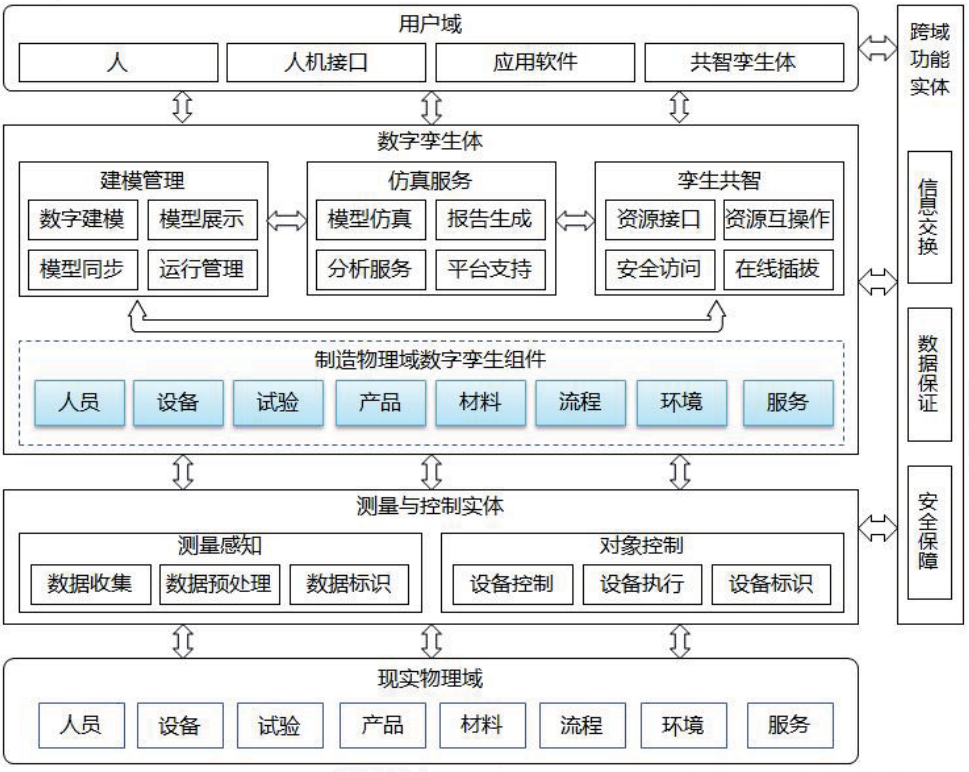 用户域
人
人机接口
应用软件
共智孪生体
数字孪生体
建模管理
数字建模
模型展示
模型同步
运行管理
仿真服务
模型仿真
报告生成
分析服务
平台支持
孪生共智
资源接口
资源互操作
安全访问
在线插拔
制造物理域数字孪生组件
人员
设备
试验
产品
材料
流程
环境
服务
测量与控制实体
测量感知
数据收集
数据预处理
数据标识
对象控制
设备控制
设备执行
设备标识
现实物理域
人员
设备
试验
产品
材料
流程
环境
服务
跨域
功能
实体
信息交换
数据保证
安全保障